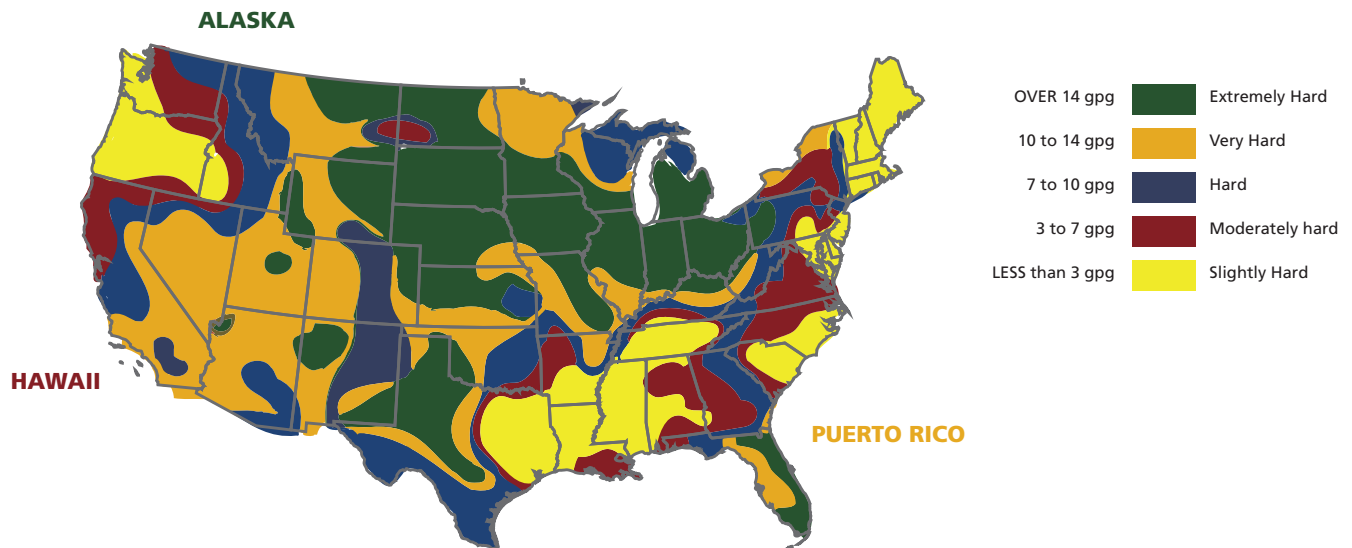 ALASKA
OVER 14 gpg Extremely Hard
10 to 14 gpg Very Hard
7 to 10 gpg Hard
3 to 7 gpg Moderately hard
LESS than 3 gpg Slightly Hard
HAWAII
PUERTO RICO